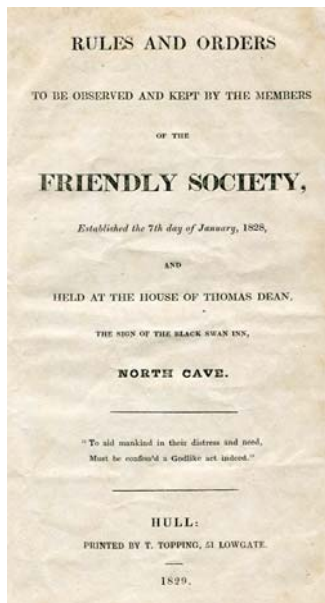 RULES AND ORDERS
TO BE OBSERVED AND KEPT BY THE MEMBERS
OF THE
FRIENDLY SOCIETY,
Established the 7th day of January, 1828,
AND
HELD AT THE HOUSE OF THOMAS DEAN,
THE SIGN OF THE BLACK SWAN INN,
NORTH CAVE.
"To aid mankind in their distress and need,
Must be confess'd a Godlike act indeed."
HULL:
PRINTED BY T. TOPPING, 51 LOWGATE.
1829.